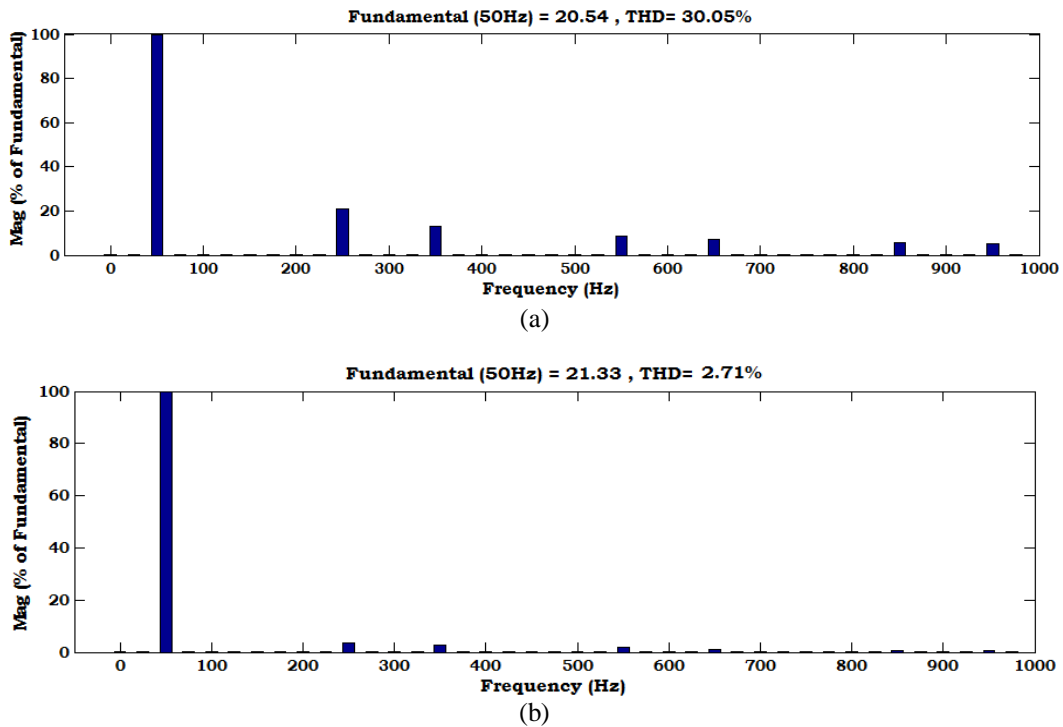 Fundamental (50Hz) = 20.54 , THD= 30.05%
100
80
60
40
20
0
Mag (% of Fundamental)
0 100 200 300 400 500 600 700 800 900 1000
Frequency (Hz)
(a)
Fundamental (50Hz) = 21.33 , THD= 2.71%
100
80
60
40
20
0
Mag (% of Fundamental)
0 100 200 300 400 500 600 700 800 900 1000
Frequency (Hz)
(b)